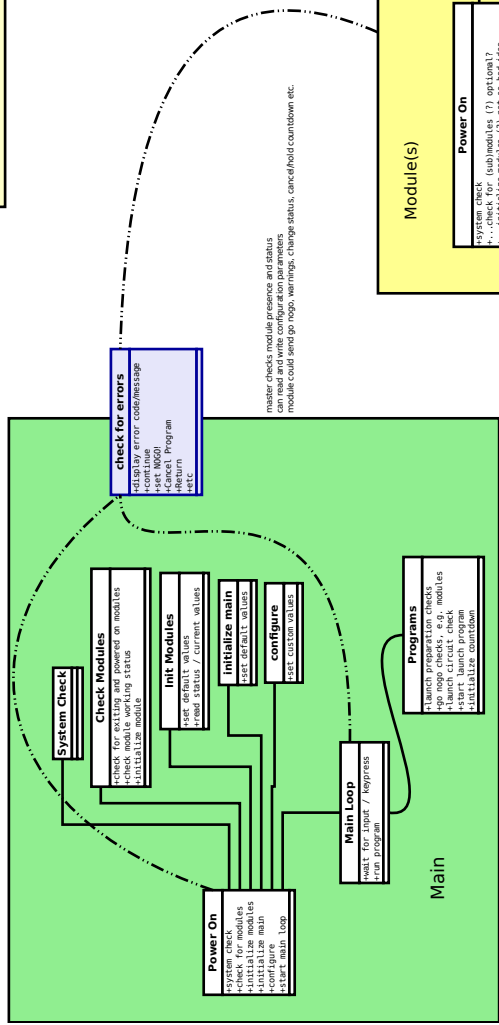 Power On
+system check
+check for modules
+initialize modules
+initialize main
+configure
+start main loop
System Check
Check Modules
+check for exiting and powered on modules
+check module working status
+initialize module
Init Modules
+set default values
+read status / current values
initialize main
+set default values
configure
+set custom values
Main Loop
+wait for input / keypress
+run program
Programs
+launch preparation checks
+go nogo checks, e.g. modules
+launch circuit check
+start launch program
+initialize countdown
Main
check for errors
+display error code/message
+continue
+set NOGO!
+Cancel Program
+Return
+etc
master checks module presence and status
can read and write configuration parameters
module could send go nogo, warnings, change status, cancel/hold countdown etc.
Module(s)
Power On
+system check
+...check for (sub)modules (?) optional?